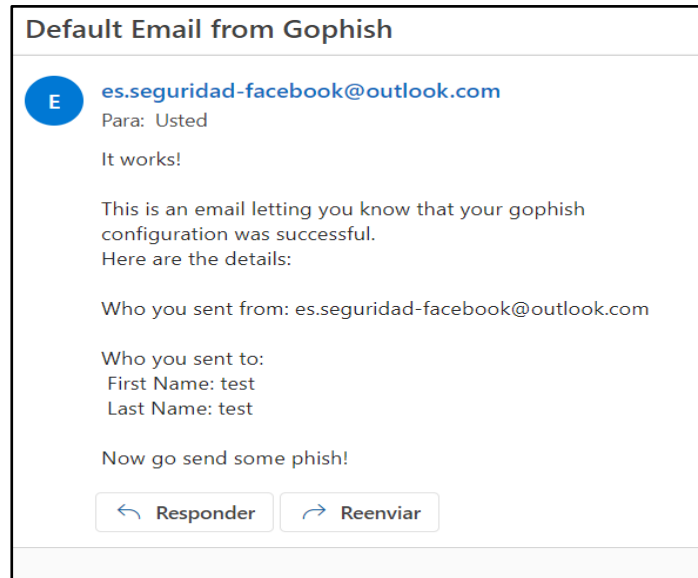 Default Email from Gophish
E
es.seguridad-facebook@outlook.com
Para: Usted
It works!
This is an email letting you know that your gophish
configuration was successful.
Here are the details:
Who you sent from: es.seguridad-facebook@outlook.com
Who you sent to:
First Name: test
Last Name: test
Now go send some phish!
Responder
Reenviar